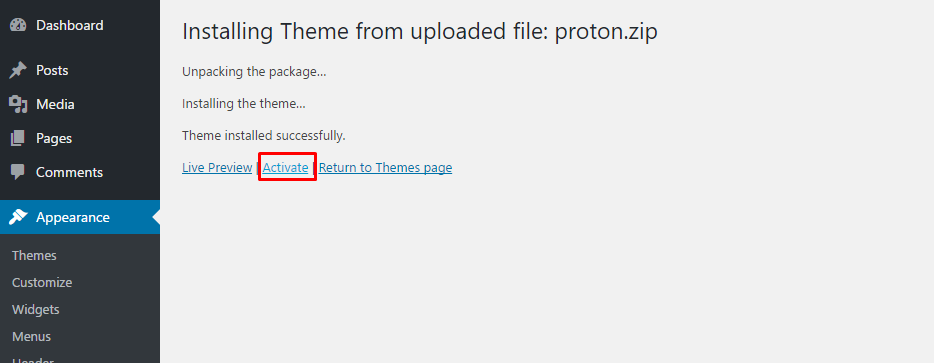 Dashboard
Posts
Media
Pages
Comments
Appearance
Themes
Customize
Widgets
Menus
Header
Installing Theme from uploaded file: proton.zip
Unpacking the package…
Installing the theme…
Theme installed successfully.
Live Preview | Activate | Return to Themes page